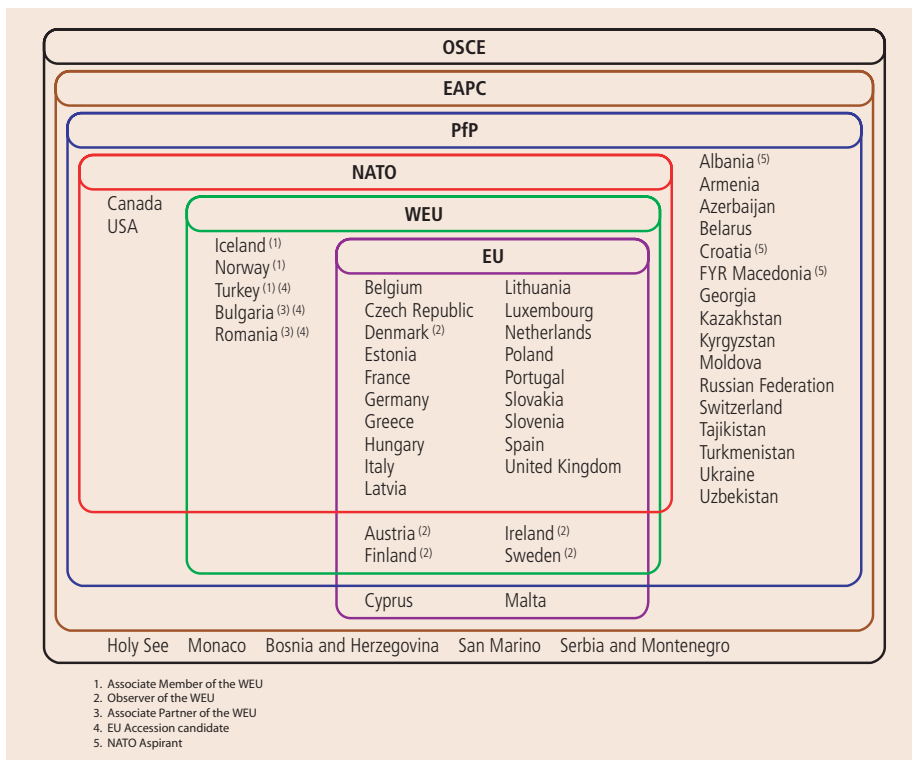 OSCE
EAPC
PfP
NATO
Canada
USA
WEU
Iceland (1)
Norway (1)
Turkey (1) (4)
Bulgaria (3) (4)
Romania (3) (4)
EU
Belgium
Czech Republic
Denmark (2)
Estonia
France
Germany
Greece
Hungary
Italy
Latvia
Lithuania
Luxembourg
Netherlands
Poland
Portugal
Slovakia
Slovenia
Spain
United Kingdom
Austria (2)
Finland (2)
Ireland (2)
Sweden (2)
Cyprus
Malta
Albania (5)
Armenia
Azerbaijan
Belarus
Croatia (5)
FYR Macedonia (5)
Georgia
Kazakhstan
Kyrgyzstan
Moldova
Russian Federation
Switzerland
Tajikistan
Turkmenistan
Ukraine
Uzbekistan
Holy See Monaco Bosnia and Herzegovina San Marino Serbia and Montenegro
1. Associate Member of the WEU
2. Observer of the WEU
3. Associate Partner of the WEU
4. EU Accession candidate
5. NATO Aspirant